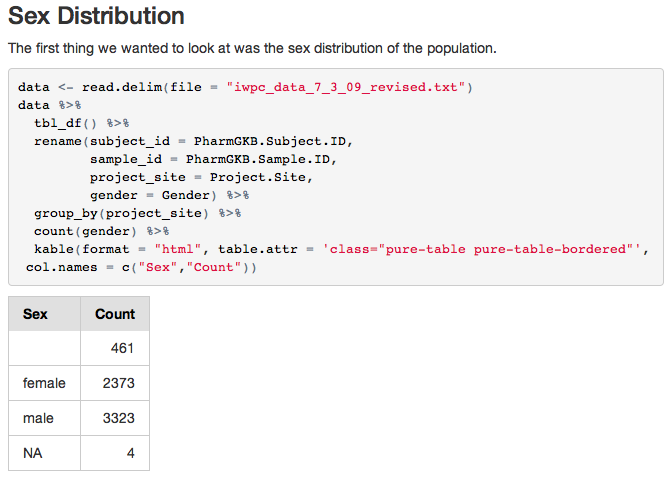 Sex Distribution
The first thing we wanted to look at was the sex distribution of the population.
data <- read.delim(file = "iwpc_data_7_3_09_revised.txt")
data %>%
  tbl_df() %>%
  rename(subject_id = PharmGKB.Subject.ID,
         sample_id = PharmGKB.Sample.ID,
         project_site = Project.Site,
         gender = Gender) %>%
  group_by(project_site) %>%
  count(gender) %>%
  kable(format = "html", table.attr = 'class="pure-table pure-table-bordered"',
 col.names = c("Sex","Count"))
Sex Count
461
female 2373
male 3323
NA 4